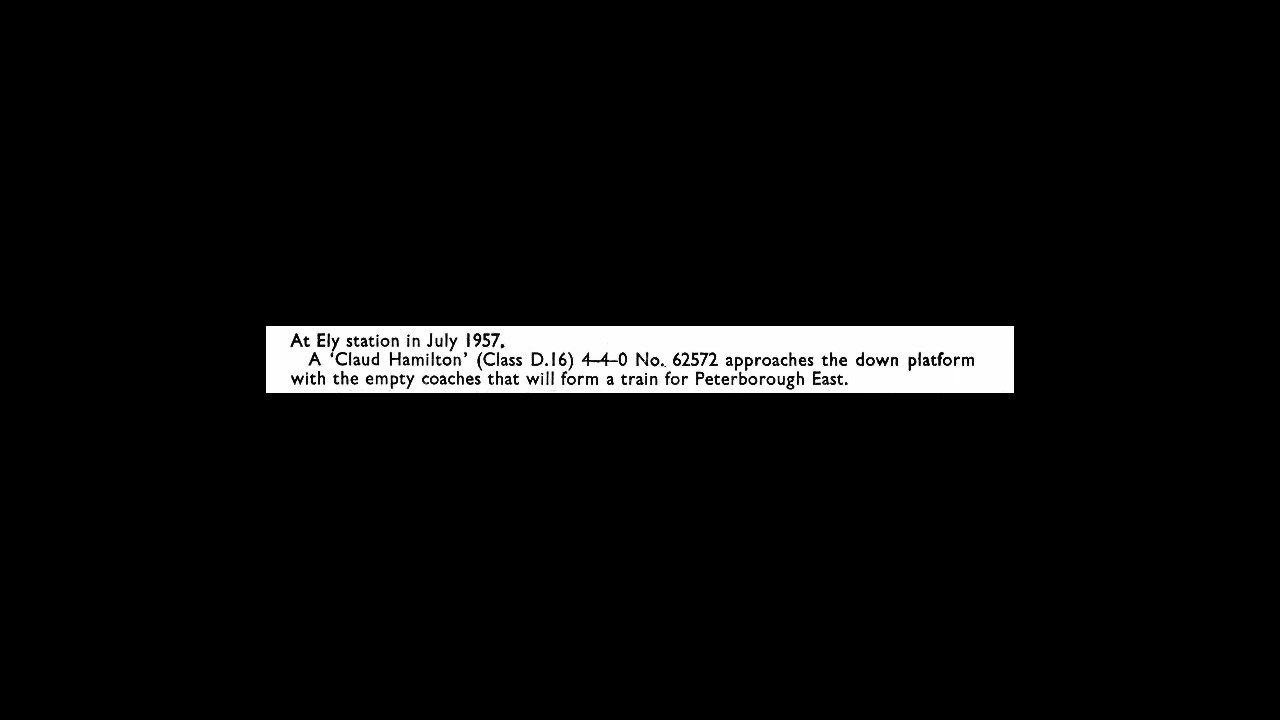 At Ely station in July 1957.
A 'Claud Hamilton' (Class D.16) 4–4–0 No. 62572 approaches the down platform
with the empty coaches that will form a train for Peterborough East.